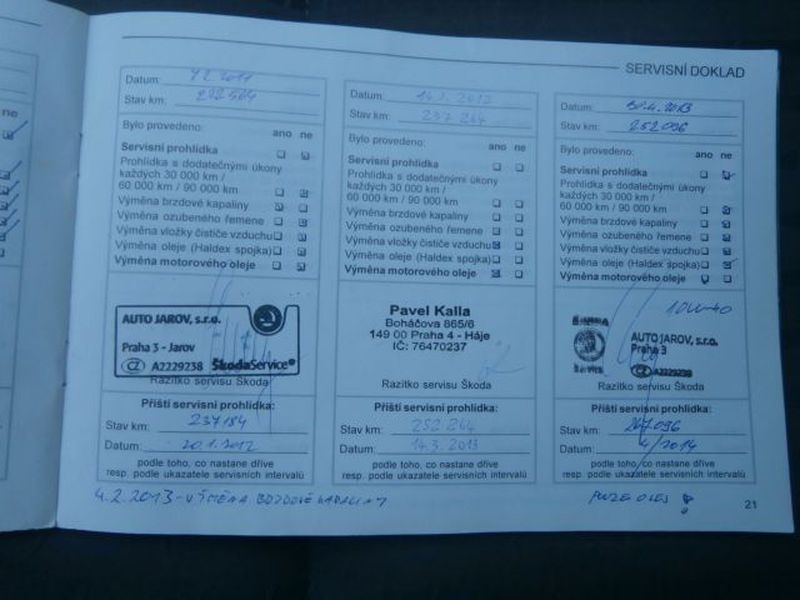 ne
SERVISNÍ DOKLAD
Datum:
Stav km:
Bylo provedeno:
ano ne
Servisní prohlídka
Prohlídka s dodatečnými úkony
každých 30 000 km /
60 000 km / 90 000 km
Výměna brzdové kapaliny
Výměna ozubeného řemene
Výměna vložky čističe vzduchu
Výměna oleje (Haldex spojka)
Výměna motorového oleje
AUTO JAROV, s.r.o.
Praha 3 - Jarov
CZ A2229238 ŠkodaService®
Razítko servisu Škoda
Příští servisní prohlídka:
Stav km: 237184
Datum: 20.1.2012
podle toho, co nastane dříve
resp. podle ukazatele servisních intervalů
Datum: 14.3.2012
Stav km: 237 264
Bylo provedeno:
ano ne
Servisní prohlídka
Prohlídka s dodatečnými úkony
každých 30 000 km /
60 000 km / 90 000 km
Výměna brzdové kapaliny
Výměna ozubeného řemene
Výměna vložky čističe vzduchu
Výměna oleje (Haldex spojka)
Výměna motorového oleje
Pavel Kalla
Boháčova 865/6
149 00 Praha 4 - Háje
IČ: 76470237
Razítko servisu Škoda
Příští servisní prohlídka:
Stav km: 252 264
Datum: 14.3.2013
podle toho, co nastane dříve
resp. podle ukazatele servisních intervalů
Datum: 30.4.2013
Stav km: 252096
Bylo provedeno:
ano ne
Servisní prohlídka
Prohlídka s dodatečnými úkony
každých 30 000 km /
60 000 km / 90 000 km
Výměna brzdové kapaliny
Výměna ozubeného řemene
Výměna vložky čističe vzduchu
Výměna oleje (Haldex spojka)
Výměna motorového oleje
10W-40
AUTO JAROV, s.r.o.
Praha 3
CZ A2229238
Service
Razítko servisu Škoda
Příští servisní prohlídka:
Stav km: 267096
Datum: 4/2014
podle toho, co nastane dříve
resp. podle ukazatele servisních intervalů
4.2.2013 - VÝMĚNA BRZDOVÉ KAPALINY
POUZE OLEJ !
21